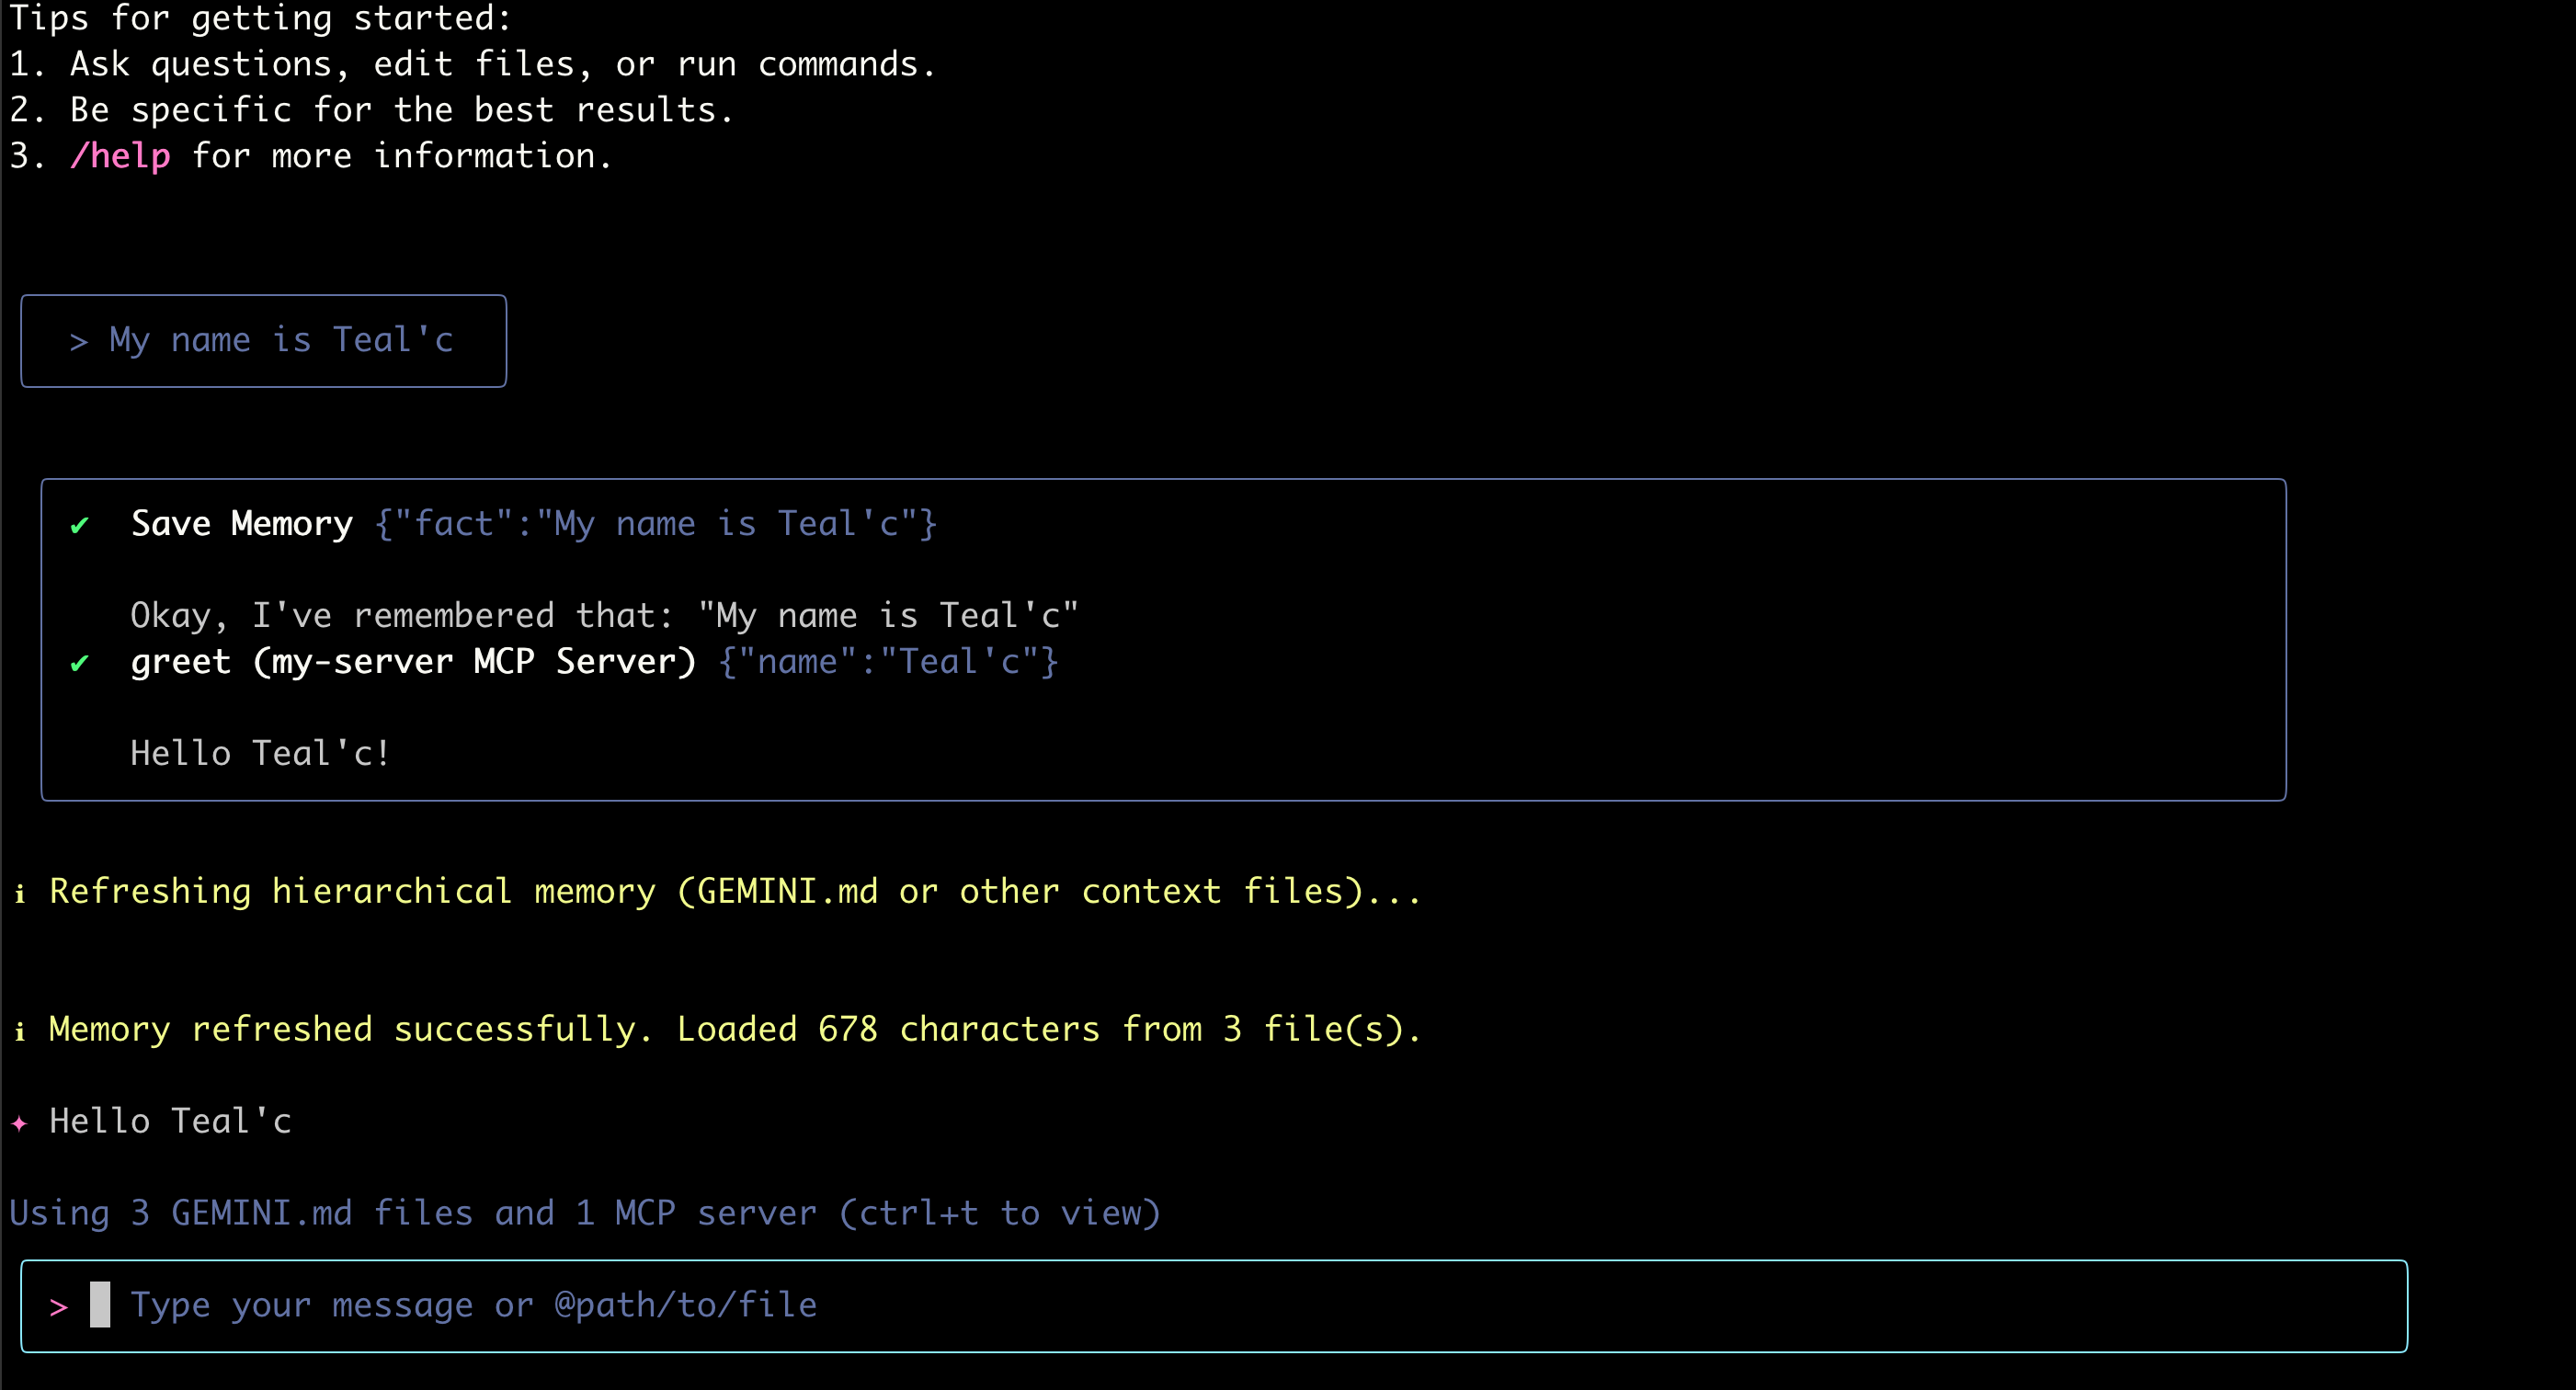 Tips for getting started:
1. Ask questions, edit files, or run commands.
2. Be specific for the best results.
3. /help for more information.
> My name is Teal'c
✔ Save Memory {"fact":"My name is Teal'c"}
Okay, I've remembered that: "My name is Teal'c"
✔ greet (my-server MCP Server) {"name":"Teal'c"}
Hello Teal'c!
ℹ Refreshing hierarchical memory (GEMINI.md or other context files)...
ℹ Memory refreshed successfully. Loaded 678 characters from 3 file(s).
✦ Hello Teal'c
Using 3 GEMINI.md files and 1 MCP server (ctrl+t to view)
> Type your message or @path/to/file